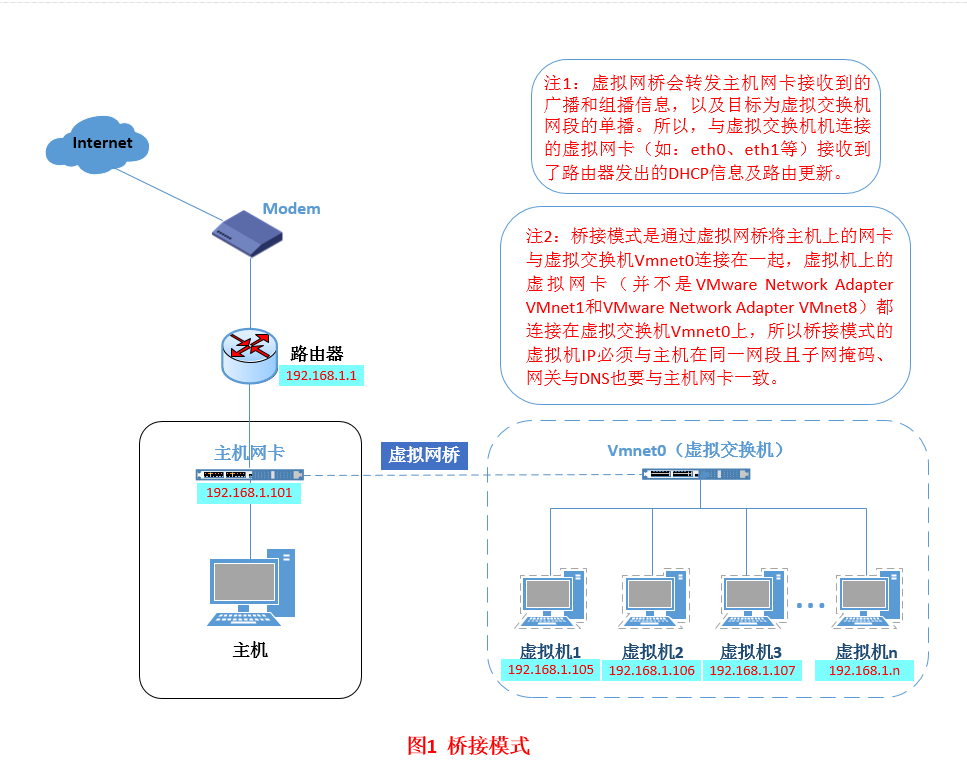 注1：虚拟网桥会转发主机网卡接收到的
广播和组播信息，以及目标为虚拟交换机
网段的单播。所以，与虚拟交换机机连接
的虚拟网卡（如：eth0、eth1等）接收到
了路由器发出的DHCP信息及路由更新。
Internet
Modem
注2：桥接模式是通过虚拟网桥将主机上的网卡
与虚拟交换机Vmnet0连接在一起，虚拟机上的
虚拟网卡（并不是VMware Network Adapter
VMnet1和VMware Network Adapter VMnet8）都
连接在虚拟交换机Vmnet0上，所以桥接模式的
虚拟机IP必须与主机在同一网段且子网掩码、
网关与DNS也要与主机网卡一致。
路由器
192.168.1.1
主机网卡
192.168.1.101
虚拟网桥
Vmnet0（虚拟交换机）
主机
虚拟机1
192.168.1.105
虚拟机2
192.168.1.106
虚拟机3
192.168.1.107
虚拟机n
192.168.1.n
图1 桥接模式